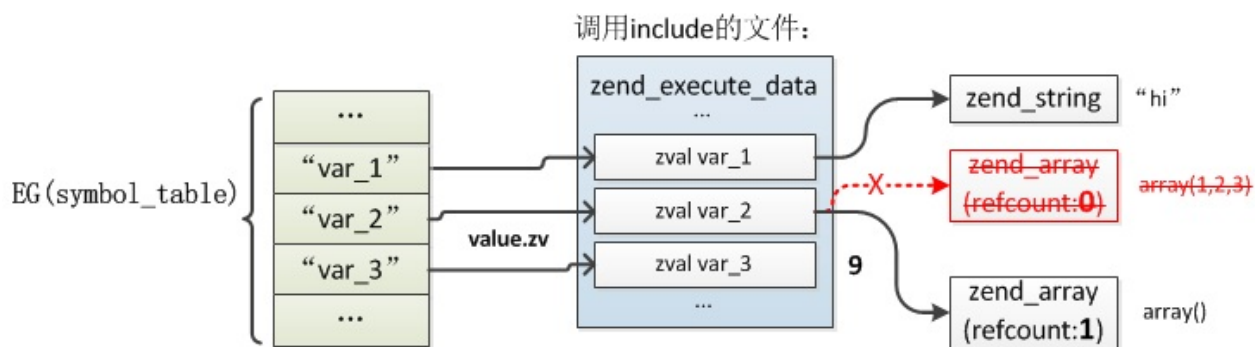 调用include的文件：
EG(symbol_table)
…
“var_1”
“var_2”
“var_3”
…
value.zv
zend_execute_data
…
zval var_1
zval var_2
zval var_3
…
9
X
zend_string
“hi”
zend_array
(refcount:0)
array(1,2,3)
zend_array
(refcount:1)
array()